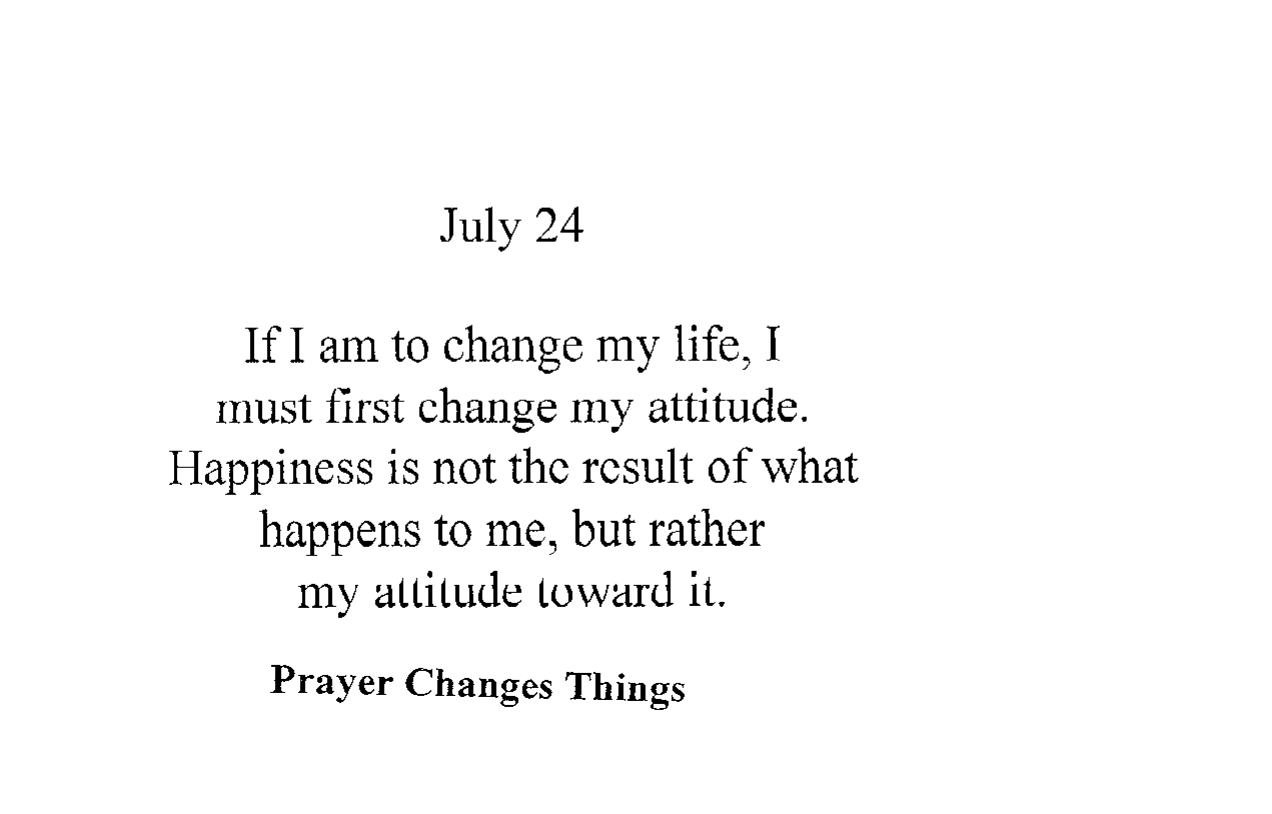 July 24
If I am to change my life, I
must first change my attitude.
Happiness is not the result of what
happens to me, but rather
my attitude toward it.
Prayer Changes Things